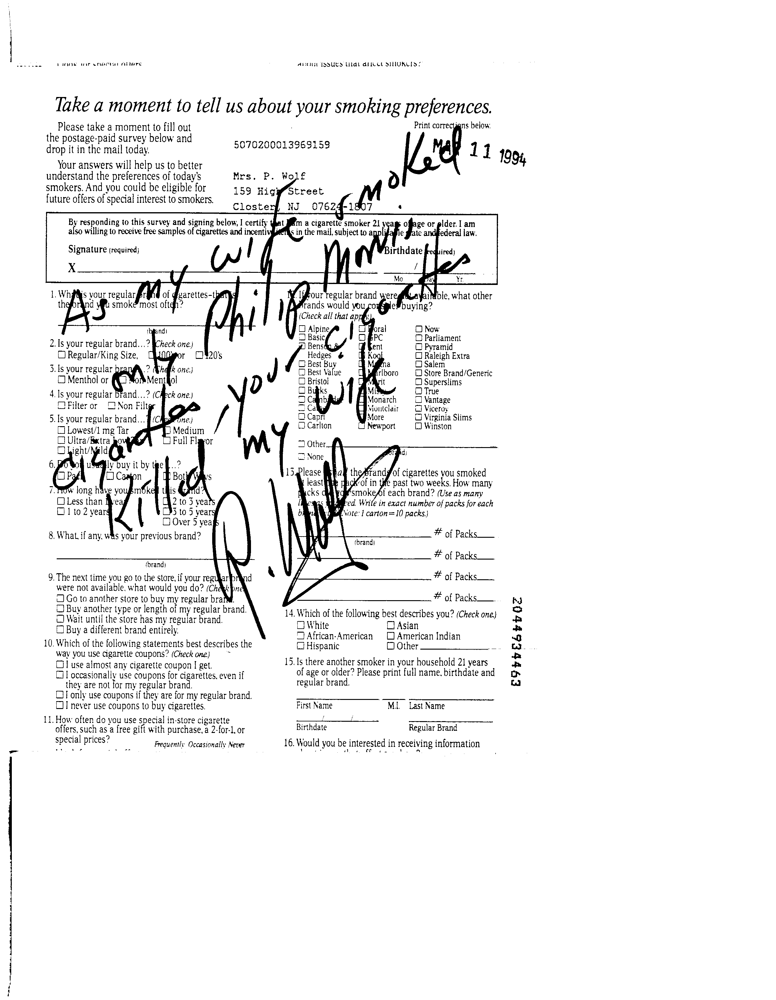 Take a moment to tell us about your smoking preferences.
Please take a moment to fill out
the postage-paid survey below and
drop it in the mail today.
Your answers will help us to better
understand the preferences of today's
smokers. And you could be eligible for
future offers of special interest to smokers.
5070200013969159
Mrs. P. Wolf
159 High Street
Closter, NJ 07624-1807
Print corrections below.
MAR 11 1994
By responding to this survey and signing below, I certify that I am a cigarette smoker 21 years of age or older. I am
also willing to receive free samples of cigarettes and incentive items in the mail, subject to applicable state and federal law.
Signature (required)
Birthdate (required)
X
/ /
Mo. Day Yr.
As my wife smoked
only Philip Morris
cigarettes - your cigarettes
killed my wife
P. Wolf
1. What is your regular brand of cigarettes-that is
the brand you smoke most often?
(brand)
2. Is your regular brand...? (Check one.)
☐ Regular/King Size, ☐ 100's or ☐ 120's
3. Is your regular brand...? (Check one.)
☐ Menthol or ☐ Non Menthol
4. Is your regular brand...? (Check one.)
☐ Filter or ☐ Non Filter
5. Is your regular brand...? (Check one.)
☐ Lowest/1 mg Tar ☐ Medium
☐ Ultra/Extra Low ☐ Full Flavor
☐ Light/Mild
6. Do you usually buy it by the...?
☐ Pack ☐ Carton ☐ Both Ways
7. How long have you smoked this brand?
☐ Less than 1 year ☐ 2 to 3 years
☐ 1 to 2 years ☐ 3 to 5 years
☐ Over 5 years
8. What, if any, was your previous brand?
(brand)
9. The next time you go to the store, if your regular brand
were not available, what would you do? (Check one.)
☐ Go to another store to buy my regular brand.
☐ Buy another type or length of my regular brand.
☐ Wait until the store has my regular brand.
☐ Buy a different brand entirely.
10. Which of the following statements best describes the
way you use cigarette coupons? (Check one.)
☐ I use almost any cigarette coupon I get.
☐ I occasionally use coupons for cigarettes, even if
they are not for my regular brand.
☐ I only use coupons if they are for my regular brand.
☐ I never use coupons to buy cigarettes.
11. How often do you use special in-store cigarette
offers, such as a free gift with purchase, a 2-for-1, or
special prices?
Frequently Occasionally Never
12. If your regular brand were not available, what other
brands would you consider buying?
(Check all that apply.)
☐ Alpine ☐ Doral ☐ Now
☐ Basic ☐ GPC ☐ Parliament
☐ Benson & ☐ Kent ☐ Pyramid
Hedges ☐ Kool ☐ Raleigh Extra
☐ Best Buy ☐ Magna ☐ Salem
☐ Best Value ☐ Marlboro ☐ Store Brand/Generic
☐ Bristol ☐ Merit ☐ Superslims
☐ Bucks ☐ True
☐ Cambridge ☐ Monarch ☐ Vantage
☐ Montclair ☐ Viceroy
☐ Capri ☐ More ☐ Virginia Slims
☐ Carlton ☐ Newport ☐ Winston
☐ Other
(brand)
☐ None
13. Please the brands of cigarettes you smoked
at least pack of in the past two weeks. How many
packs did you smoke of each brand? (Use as many
lines as needed. Write in exact number of packs for each
brand. Note: 1 carton=10 packs.)
# of Packs
(brand)
# of Packs
# of Packs
# of Packs
14. Which of the following best describes you? (Check one.)
☐ White ☐ Asian
☐ African-American ☐ American Indian
☐ Hispanic ☐ Other
15. Is there another smoker in your household 21 years
of age or older? Please print full name, birthdate and
regular brand.
First Name M.I. Last Name
/ /
Birthdate Regular Brand
16. Would you be interested in receiving information
2044934463